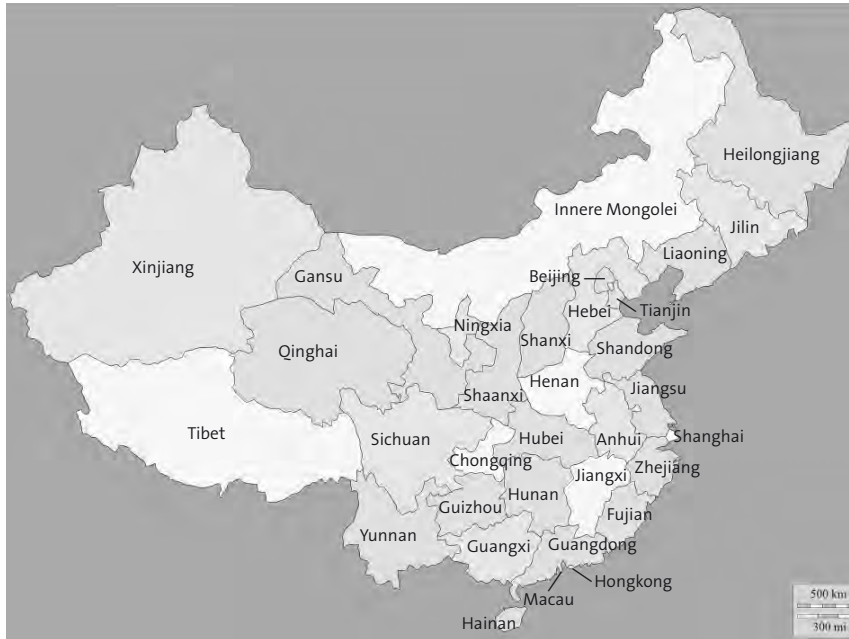 Heilongjiang
Innere Mongolei
Jilin
Liaoning
Xinjiang
Gansu
Beijing
Hebei
Tianjin
Ningxia
Shanxi
Qinghai
Shandong
Henan
Shaanxi
Jiangsu
Tibet
Sichuan
Hubei
Anhui
Shanghai
Chongqing
Zhejiang
Jiangxi
Hunan
Guizhou
Fujian
Yunnan
Guangxi
Guangdong
Hongkong
Macau
Hainan
500 km
300 mi